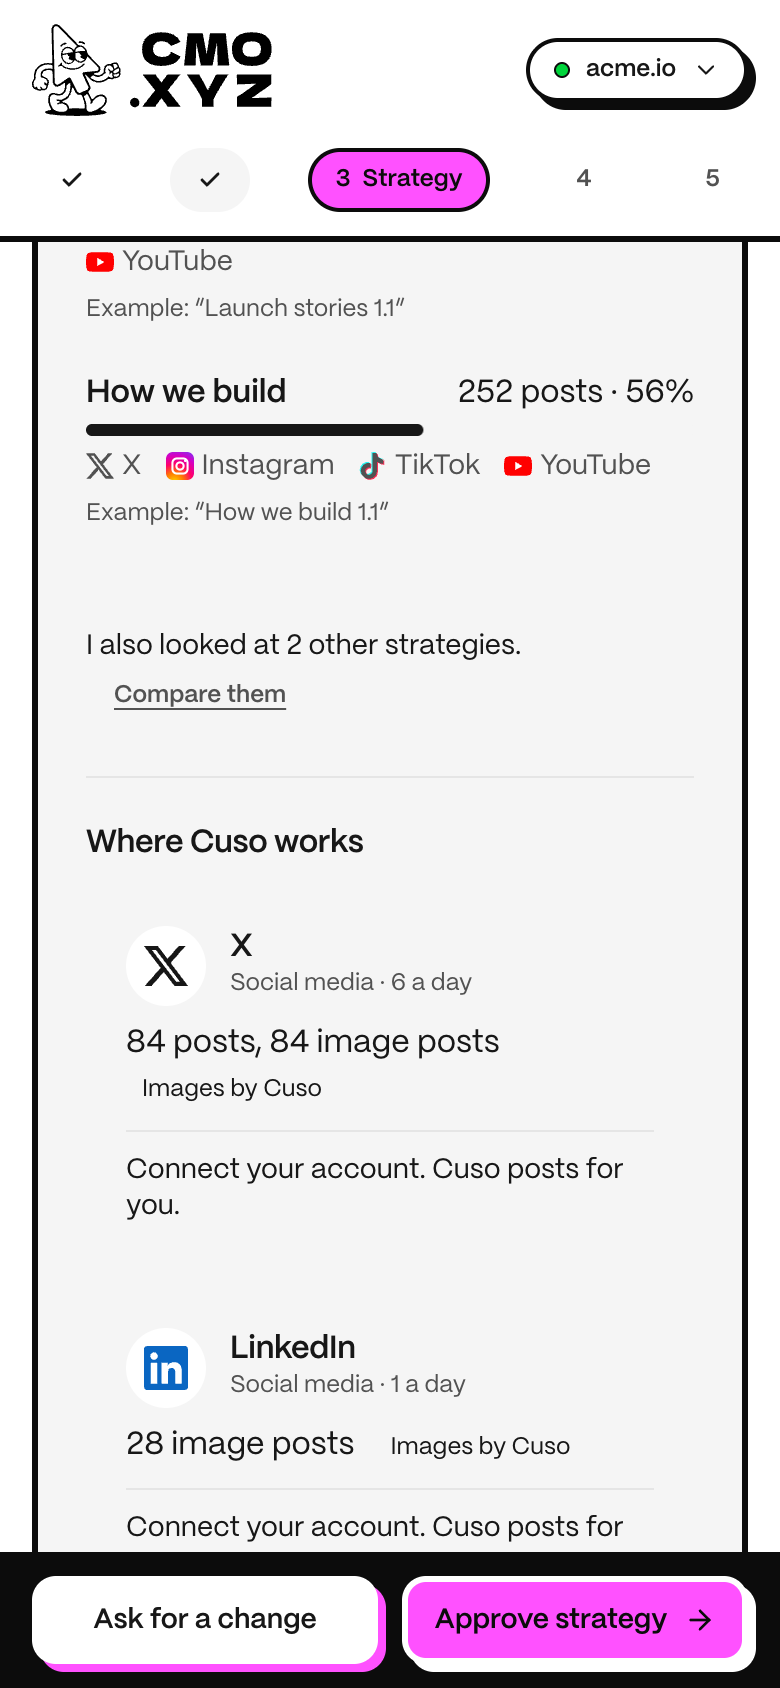 CMO
.XYZ
acme.io
3 Strategy
4
5
YouTube
Example: “Launch stories 1.1”
How we build
252 posts · 56%
X
Instagram
TikTok
YouTube
Example: “How we build 1.1”
I also looked at 2 other strategies.
Compare them
Where Cuso works
X
Social media · 6 a day
84 posts, 84 image posts
Images by Cuso
Connect your account. Cuso posts for
you.
in
LinkedIn
Social media · 1 a day
28 image posts
Images by Cuso
Connect your account. Cuso posts for
Ask for a change
Approve strategy